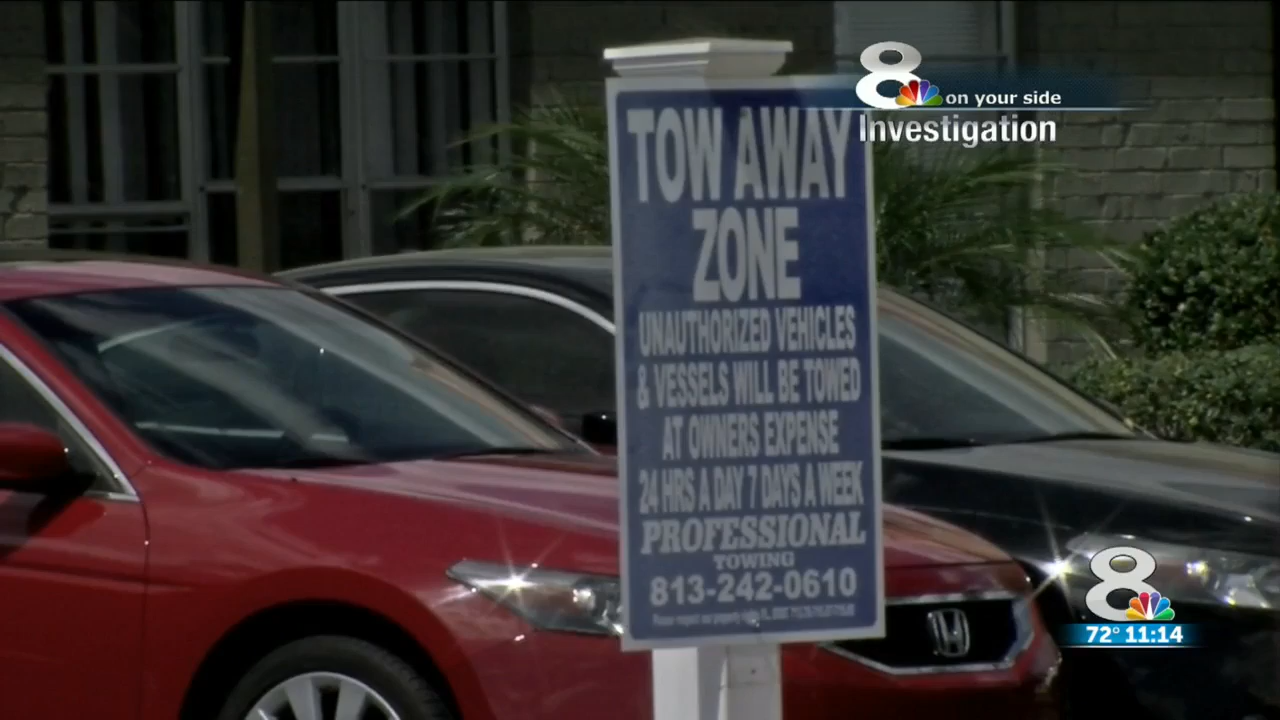 8
on your side
Investigation
TOW AWAY
ZONE
UNAUTHORIZED VEHICLES
& VESSELS WILL BE TOWED
AT OWNERS EXPENSE
24 HRS A DAY 7 DAYS A WEEK
PROFESSIONAL
TOWING
813-242-0610
8
72° 11:14